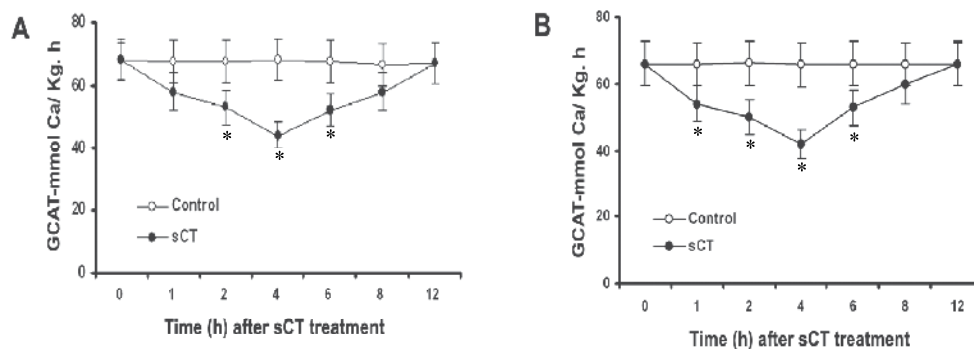 A
GCAT-mmol Ca/ Kg. h
80
60
40
20
0
*
*
*
Control
sCT
0 1 2 4 6 8 12
Time (h) after sCT treatment
B
GCAT-mmol Ca/ Kg. h
80
60
40
20
0
*
*
*
*
Control
sCT
0 1 2 4 6 8 12
Time (h) after sCT treatment